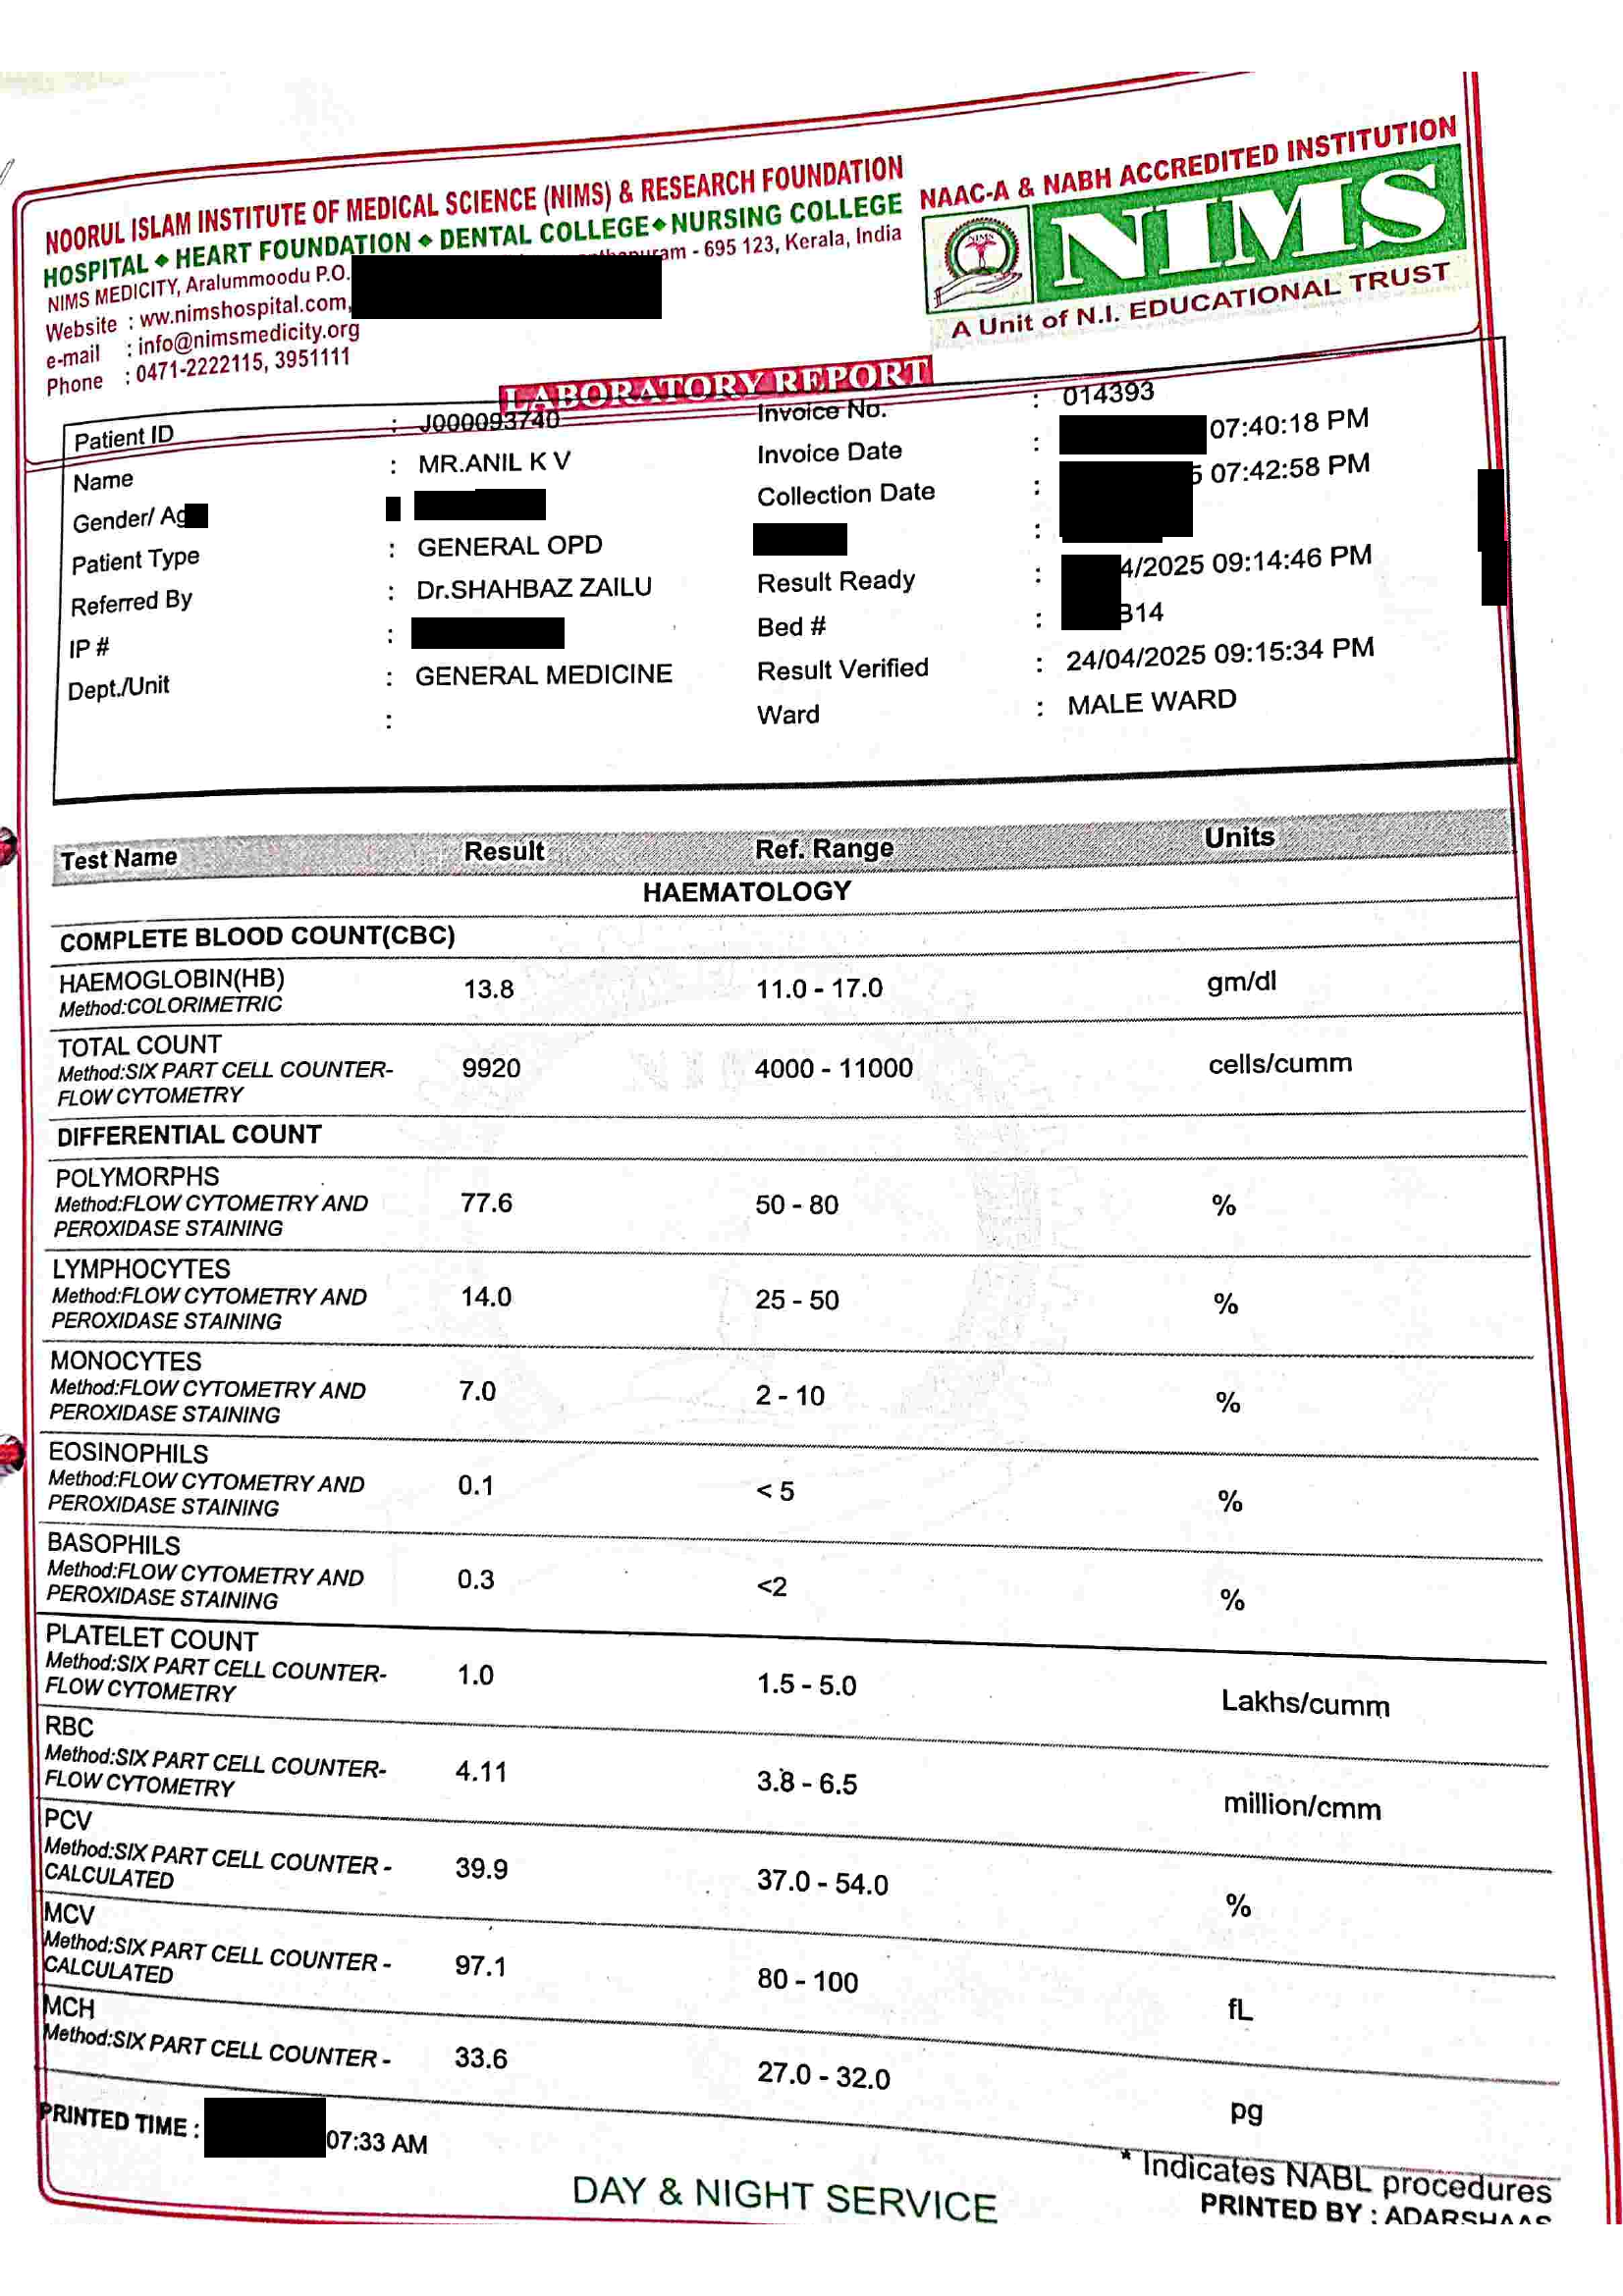 NOORUL ISLAM INSTITUTE OF MEDICAL SCIENCE (NIMS) & RESEARCH FOUNDATION
HOSPITAL ◆ HEART FOUNDATION ◆ DENTAL COLLEGE ◆ NURSING COLLEGE
NIMS MEDICITY, Aralummoodu P.O. - 695 123, Kerala, India
Website : ww.nimshospital.com,
e-mail : info@nimsmedicity.org
Phone : 0471-2222115, 3951111
NAAC-A & NABH ACCREDITED INSTITUTION
NIMS
NIMS
A Unit of N.I. EDUCATIONAL TRUST
LABORATORY REPORT
Patient ID : J000093740 Invoice No. : 014393
Name : MR.ANIL K V Invoice Date : 07:40:18 PM
Gender/ Collection Date : 07:42:58 PM
Patient Type : GENERAL OPD :
Referred By : Dr.SHAHBAZ ZAILU Result Ready : 4/2025 09:14:46 PM
IP # : Bed # : B14
Dept./Unit : GENERAL MEDICINE Result Verified : 24/04/2025 09:15:34 PM
: Ward : MALE WARD
Test Name Result Ref. Range Units
HAEMATOLOGY
COMPLETE BLOOD COUNT(CBC)
HAEMOGLOBIN(HB) 13.8 11.0 - 17.0 gm/dl
Method:COLORIMETRIC
TOTAL COUNT
Method:SIX PART CELL COUNTER- 9920 4000 - 11000 cells/cumm
FLOW CYTOMETRY
DIFFERENTIAL COUNT
POLYMORPHS
Method:FLOW CYTOMETRY AND 77.6 50 - 80 %
PEROXIDASE STAINING
LYMPHOCYTES
Method:FLOW CYTOMETRY AND 14.0 25 - 50 %
PEROXIDASE STAINING
MONOCYTES
Method:FLOW CYTOMETRY AND 7.0 2 - 10 %
PEROXIDASE STAINING
EOSINOPHILS
Method:FLOW CYTOMETRY AND 0.1 < 5 %
PEROXIDASE STAINING
BASOPHILS
Method:FLOW CYTOMETRY AND 0.3 <2 %
PEROXIDASE STAINING
PLATELET COUNT
Method:SIX PART CELL COUNTER- 1.0 1.5 - 5.0 Lakhs/cumm
FLOW CYTOMETRY
RBC
Method:SIX PART CELL COUNTER- 4.11 3.8 - 6.5 million/cmm
FLOW CYTOMETRY
PCV
Method:SIX PART CELL COUNTER - 39.9 37.0 - 54.0 %
CALCULATED
MCV
Method:SIX PART CELL COUNTER - 97.1 80 - 100 fL
CALCULATED
MCH
Method:SIX PART CELL COUNTER - 33.6 27.0 - 32.0 pg
PRINTED TIME : 07:33 AM
* Indicates NABL procedures
DAY & NIGHT SERVICE
PRINTED BY : ADARSHAAS